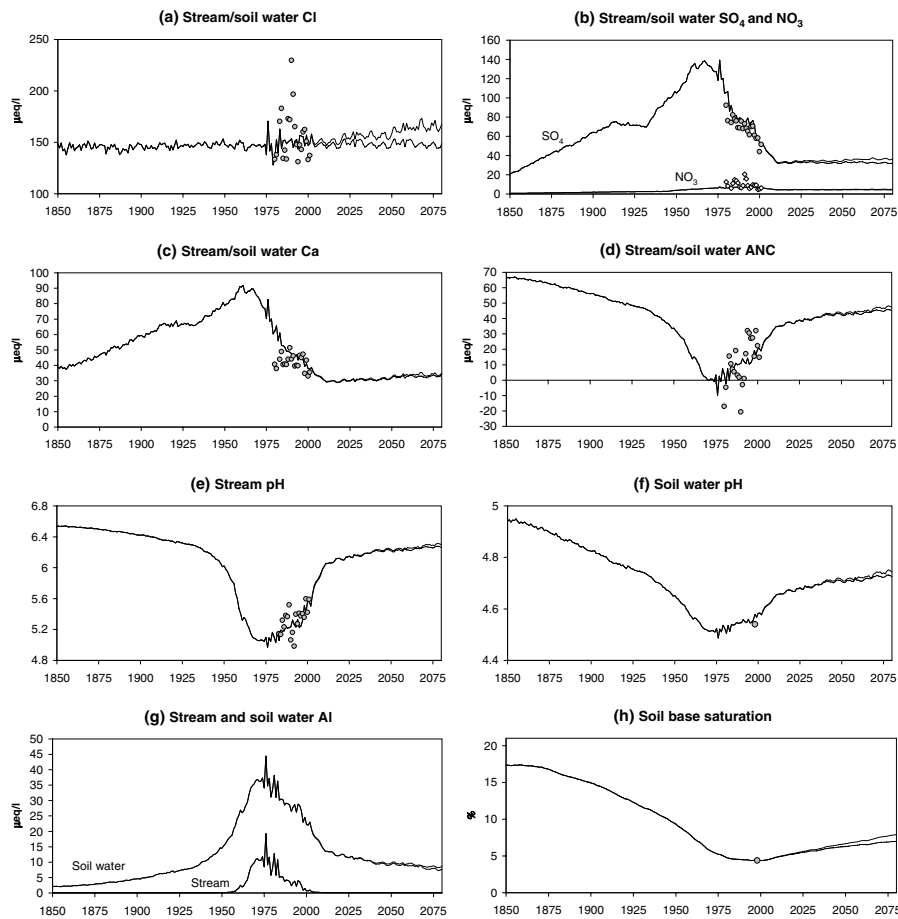 (a) Stream/soil water Cl
µeq/l
250
200
150
100
1850 1875 1900 1925 1950 1975 2000 2025 2050 2075
(b) Stream/soil water SO4 and NO3
µeq/l
160
140
120
100
80
60
40
20
0
SO4
NO3
1850 1875 1900 1925 1950 1975 2000 2025 2050 2075
(c) Stream/soil water Ca
µeq/l
100
90
80
70
60
50
40
30
20
10
0
1850 1875 1900 1925 1950 1975 2000 2025 2050 2075
(d) Stream/soil water ANC
µeq/l
70
60
50
40
30
20
10
0
-10
-20
-30
1850 1875 1900 1925 1950 1975 2000 2025 2050 2075
(e) Stream pH
6.8
6.4
6
5.6
5.2
4.8
1850 1875 1900 1925 1950 1975 2000 2025 2050 2075
(f) Soil water pH
5
4.8
4.6
4.4
1850 1875 1900 1925 1950 1975 2000 2025 2050 2075
(g) Stream and soil water Al
µeq/l
50
45
40
35
30
25
20
15
10
5
0
Soil water
Stream
1850 1875 1900 1925 1950 1975 2000 2025 2050 2075
(h) Soil base saturation
%
20
15
10
5
0
1850 1875 1900 1925 1950 1975 2000 2025 2050 2075